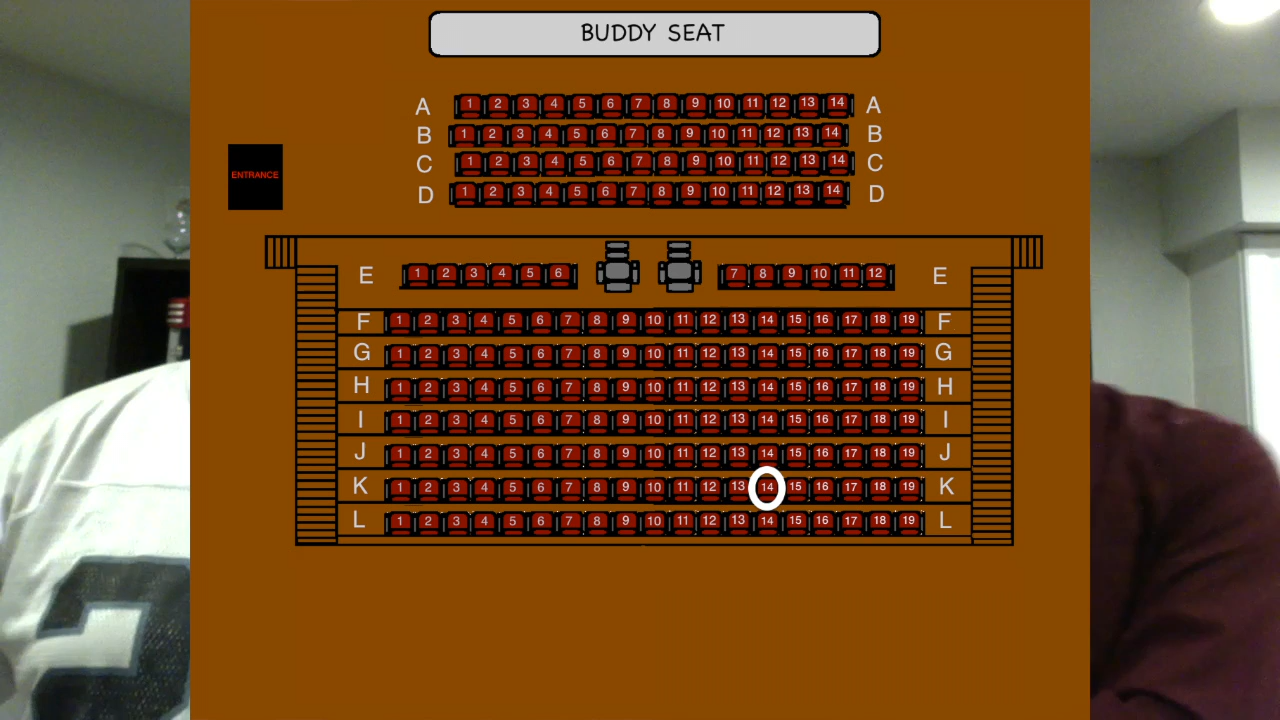 BUDDY SEAT
A 1 2 3 4 5 6 7 8 9 10 11 12 13 14 A
B 1 2 3 4 5 6 7 8 9 10 11 12 13 14 B
C 1 2 3 4 5 6 7 8 9 10 11 12 13 14 C
ENTRANCE
D 1 2 3 4 5 6 7 8 9 10 11 12 13 14 D
E 1 2 3 4 5 6 7 8 9 10 11 12 E
F 1 2 3 4 5 6 7 8 9 10 11 12 13 14 15 16 17 18 19 F
G 1 2 3 4 5 6 7 8 9 10 11 12 13 14 15 16 17 18 19 G
H 1 2 3 4 5 6 7 8 9 10 11 12 13 14 15 16 17 18 19 H
I 1 2 3 4 5 6 7 8 9 10 11 12 13 14 15 16 17 18 19 I
J 1 2 3 4 5 6 7 8 9 10 11 12 13 14 15 16 17 18 19 J
K 1 2 3 4 5 6 7 8 9 10 11 12 13 14 15 16 17 18 19 K
L 1 2 3 4 5 6 7 8 9 10 11 12 13 14 15 16 17 18 19 L
2